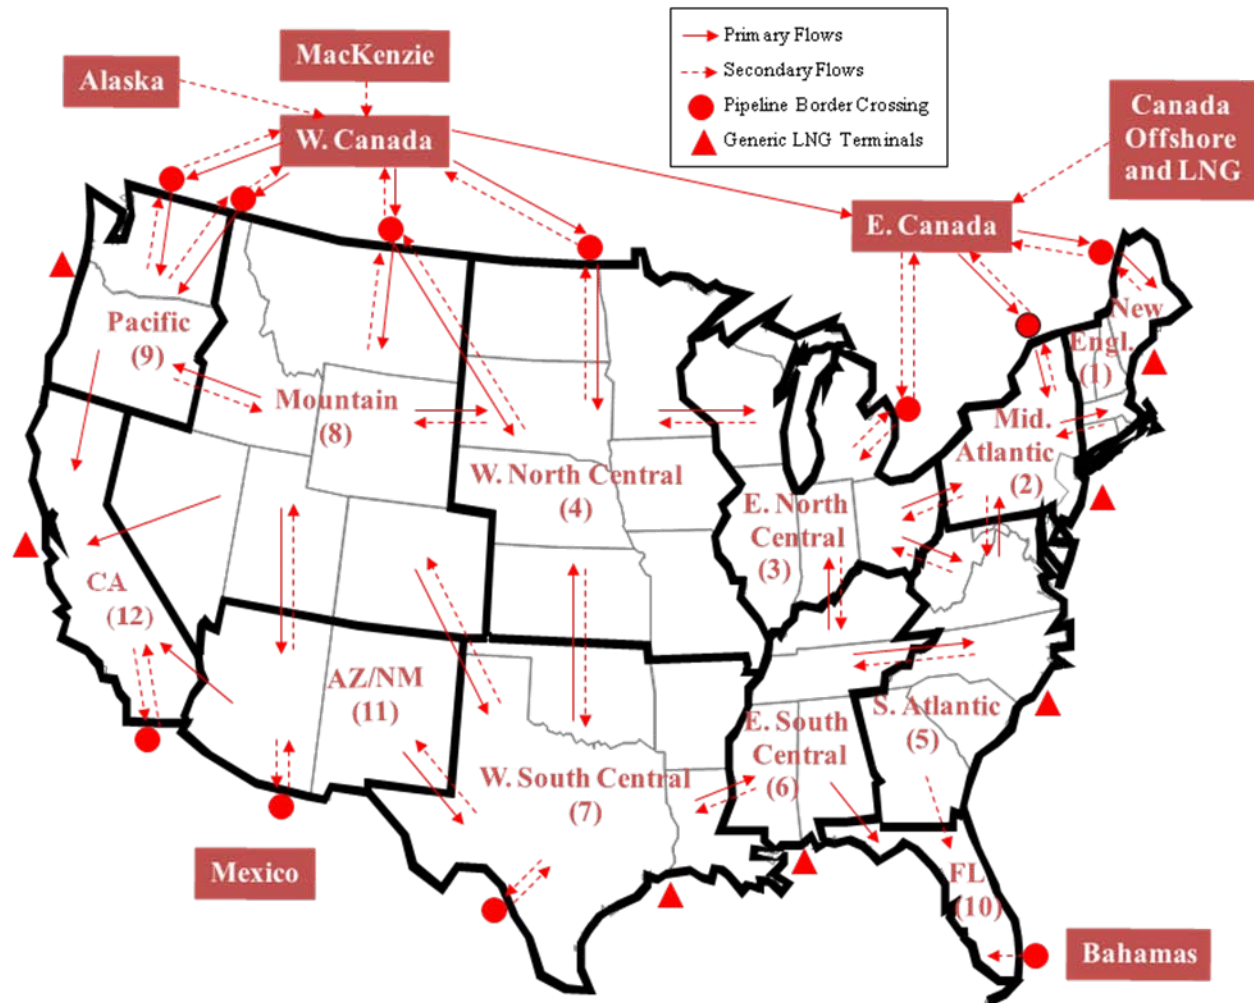 Primary Flows
Secondary Flows
Pipeline Border Crossing
Generic LNG Terminals
MacKenzie
Alaska
W. Canada
Canada
Offshore
and LNG
E. Canada
Pacific
(9)
New
Engl.
(1)
Mountain
(8)
Mid.
Atlantic
(2)
W. North Central
(4)
E. North
Central
(3)
CA
(12)
AZ/NM
(11)
S. Atlantic
(5)
E. South
Central
(6)
W. South Central
(7)
Mexico
FL
(10)
Bahamas